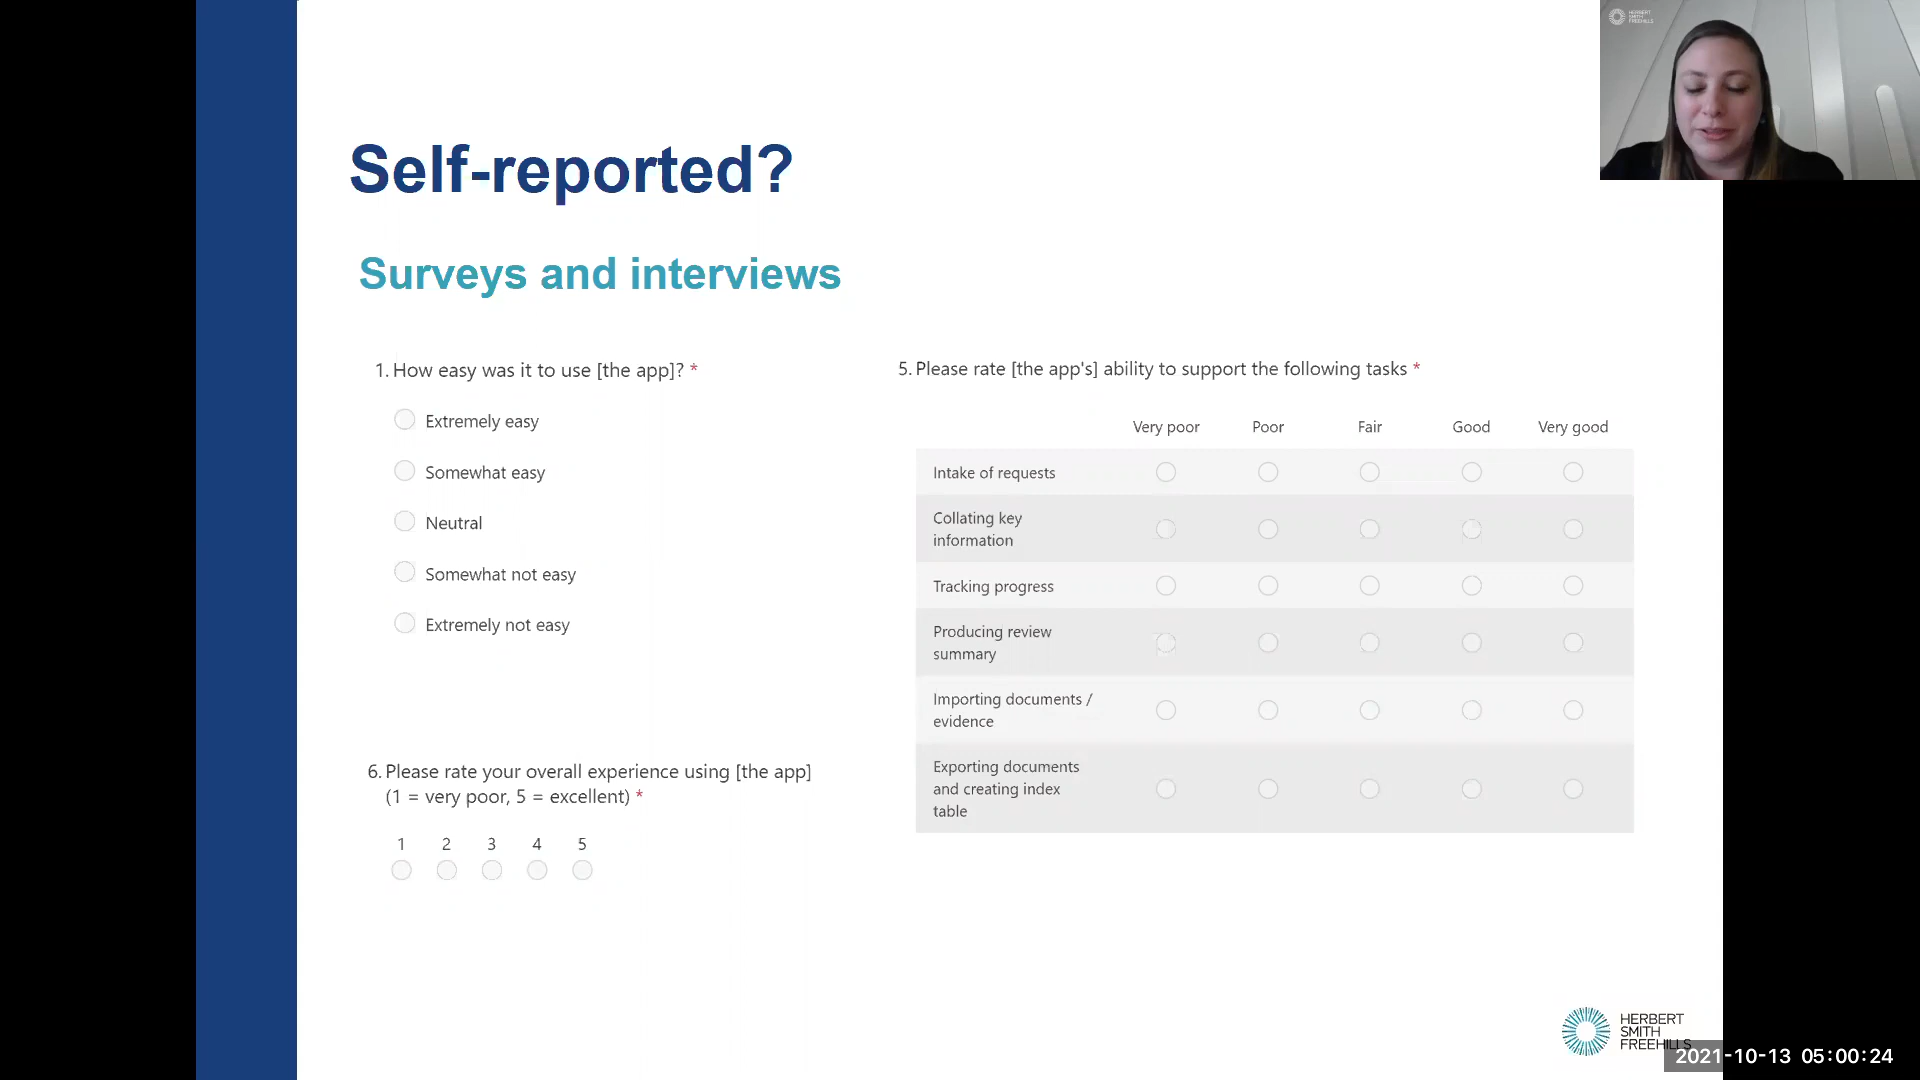 HERBERT
SMITH
FREEHILLS
Self-reported?
Surveys and interviews
1. How easy was it to use [the app]? *
Extremely easy
Somewhat easy
Neutral
Somewhat not easy
Extremely not easy
6. Please rate your overall experience using [the app]
(1 = very poor, 5 = excellent) *
1 2 3 4 5
5. Please rate [the app's] ability to support the following tasks *
Very poor Poor Fair Good Very good
Intake of requests
Collating key
information
Tracking progress
Producing review
summary
Importing documents /
evidence
Exporting documents
and creating index
table
HERBERT
SMITH
FREEHILLS
2021-10-13 05:00:24